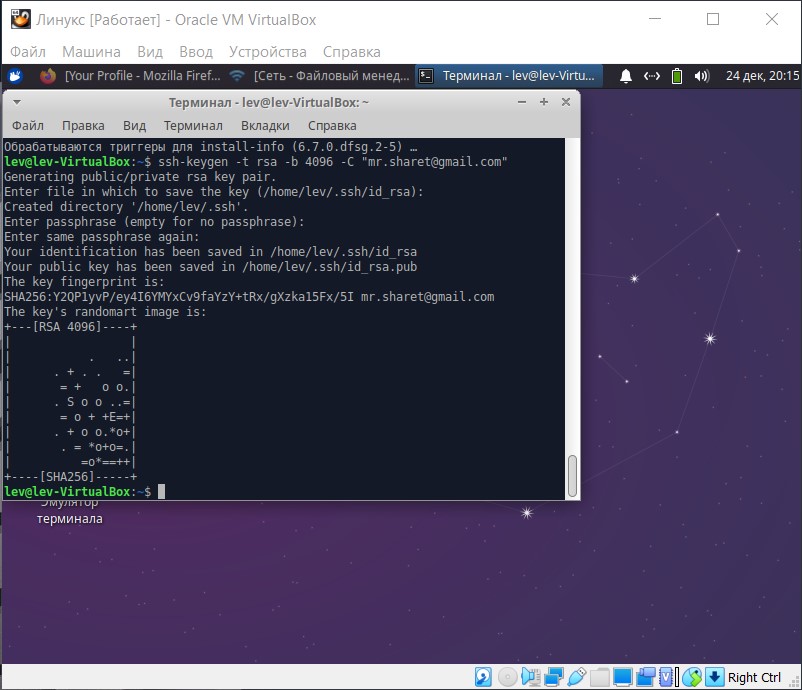 Линукс [Работает] - Oracle VM VirtualBox
Файл Машина Вид Ввод Устройства Справка
[Your Profile - Mozilla Firef... [Сеть - Файловый менед... Терминал - lev@lev-Virtu... 24 дек, 20:15
Терминал - lev@lev-VirtualBox: ~
Файл Правка Вид Терминал Вкладки Справка
Обрабатываются триггеры для install-info (6.7.0.dfsg.2-5) …
lev@lev-VirtualBox:~$ ssh-keygen -t rsa -b 4096 -C "mr.sharet@gmail.com"
Generating public/private rsa key pair.
Enter file in which to save the key (/home/lev/.ssh/id_rsa):
Created directory '/home/lev/.ssh'.
Enter passphrase (empty for no passphrase):
Enter same passphrase again:
Your identification has been saved in /home/lev/.ssh/id_rsa
Your public key has been saved in /home/lev/.ssh/id_rsa.pub
The key fingerprint is:
SHA256:Y2QP1yvP/ey4I6YMYxCv9faYzY+tRx/gXzka15Fx/5I mr.sharet@gmail.com
The key's randomart image is:
+---[RSA 4096]----+
|                 |
|           .   ..|
|      . + . .   =|
|       = +   o o.|
|      . S o o ..=|
|       = o + +E=+|
|      . + o o.*o+|
|       . = *o+o=.|
|          =o*==++|
+----[SHA256]-----+
lev@lev-VirtualBox:~$
Эмулятор
терминала
Right Ctrl